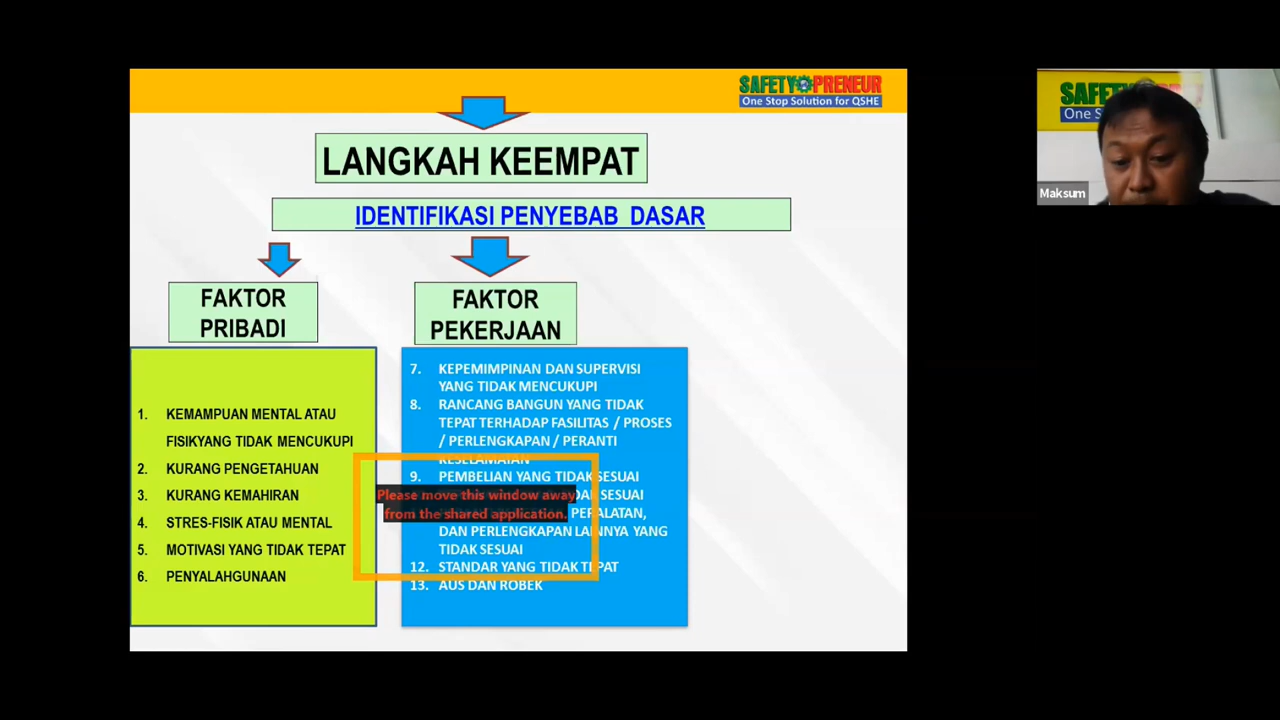 SAFETYPRENEUR
One Stop Solution for QSHE
LANGKAH KEEMPAT
IDENTIFIKASI PENYEBAB DASAR
FAKTOR
PRIBADI
FAKTOR
PEKERJAAN
1. KEMAMPUAN MENTAL ATAU
FISIKYANG TIDAK MENCUKUPI
2. KURANG PENGETAHUAN
3. KURANG KEMAHIRAN
4. STRES-FISIK ATAU MENTAL
5. MOTIVASI YANG TIDAK TEPAT
6. PENYALAHGUNAAN
7. KEPEMIMPINAN DAN SUPERVISI
YANG TIDAK MENCUKUPI
8. RANCANG BANGUN YANG TIDAK
TEPAT TERHADAP FASILITAS / PROSES
/ PERLENGKAPAN / PERANTI
KESELAMATAN
9. PEMBELIAN YANG TIDAK SESUAI
SESUAI
PERALATAN,
DAN PERLENGKAPAN LAINNYA YANG
TIDAK SESUAI
12. STANDAR YANG TIDAK TEPAT
13. AUS DAN ROBEK
Please move this window away
from the shared application.
SAFETY
One S
Maksum